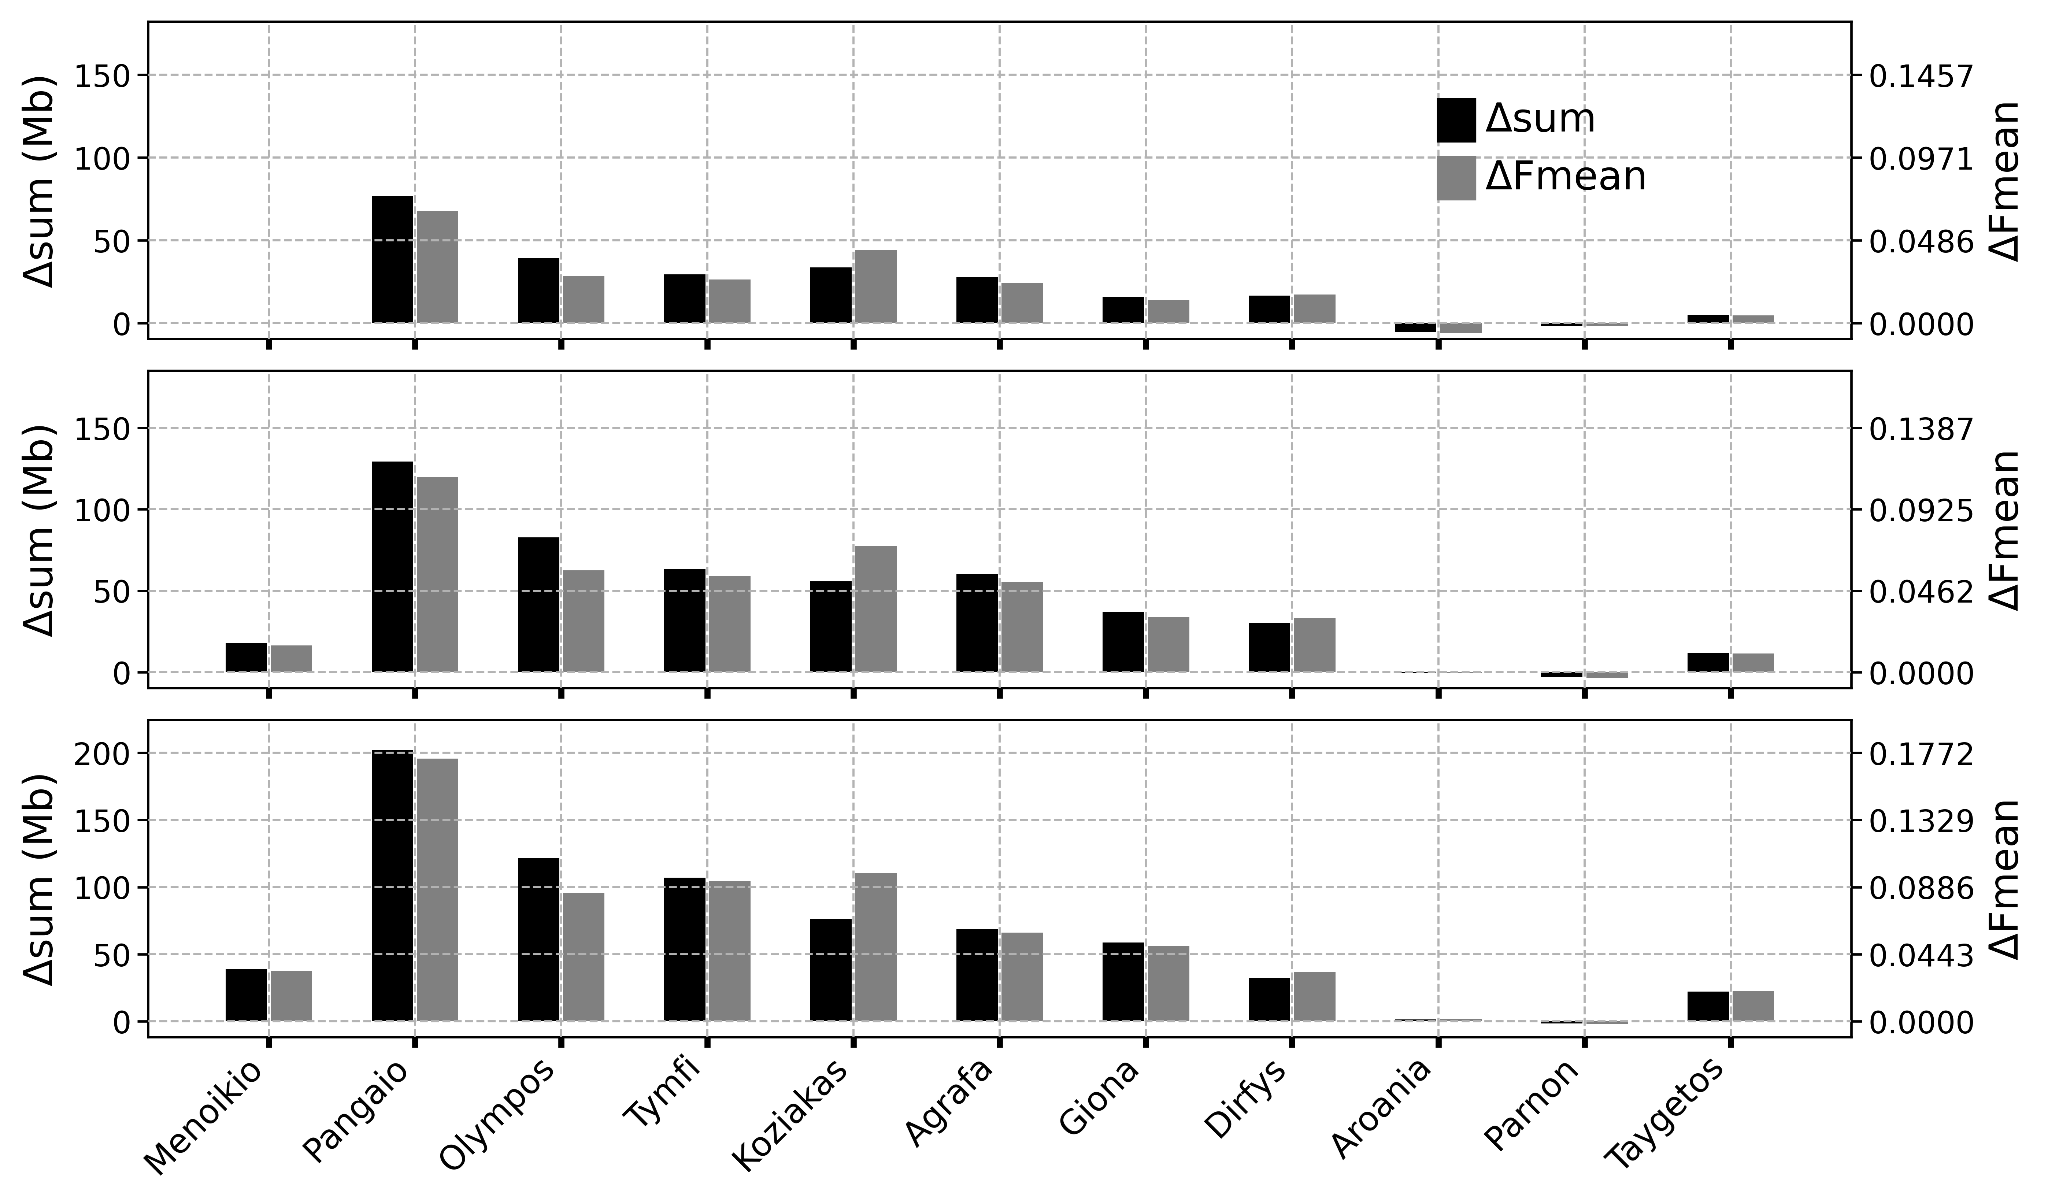 Δsum (Mb)
150
100
50
0
Δsum
ΔFmean
0.1457
0.0971
0.0486
0.0000
ΔFmean
Δsum (Mb)
150
100
50
0
0.1387
0.0925
0.0462
0.0000
ΔFmean
Δsum (Mb)
200
150
100
50
0
0.1772
0.1329
0.0886
0.0443
0.0000
ΔFmean
Menoikio
Pangaio
Olympos
Tymfi
Koziakas
Agrafa
Giona
Dirfys
Aroania
Parnon
Taygetos